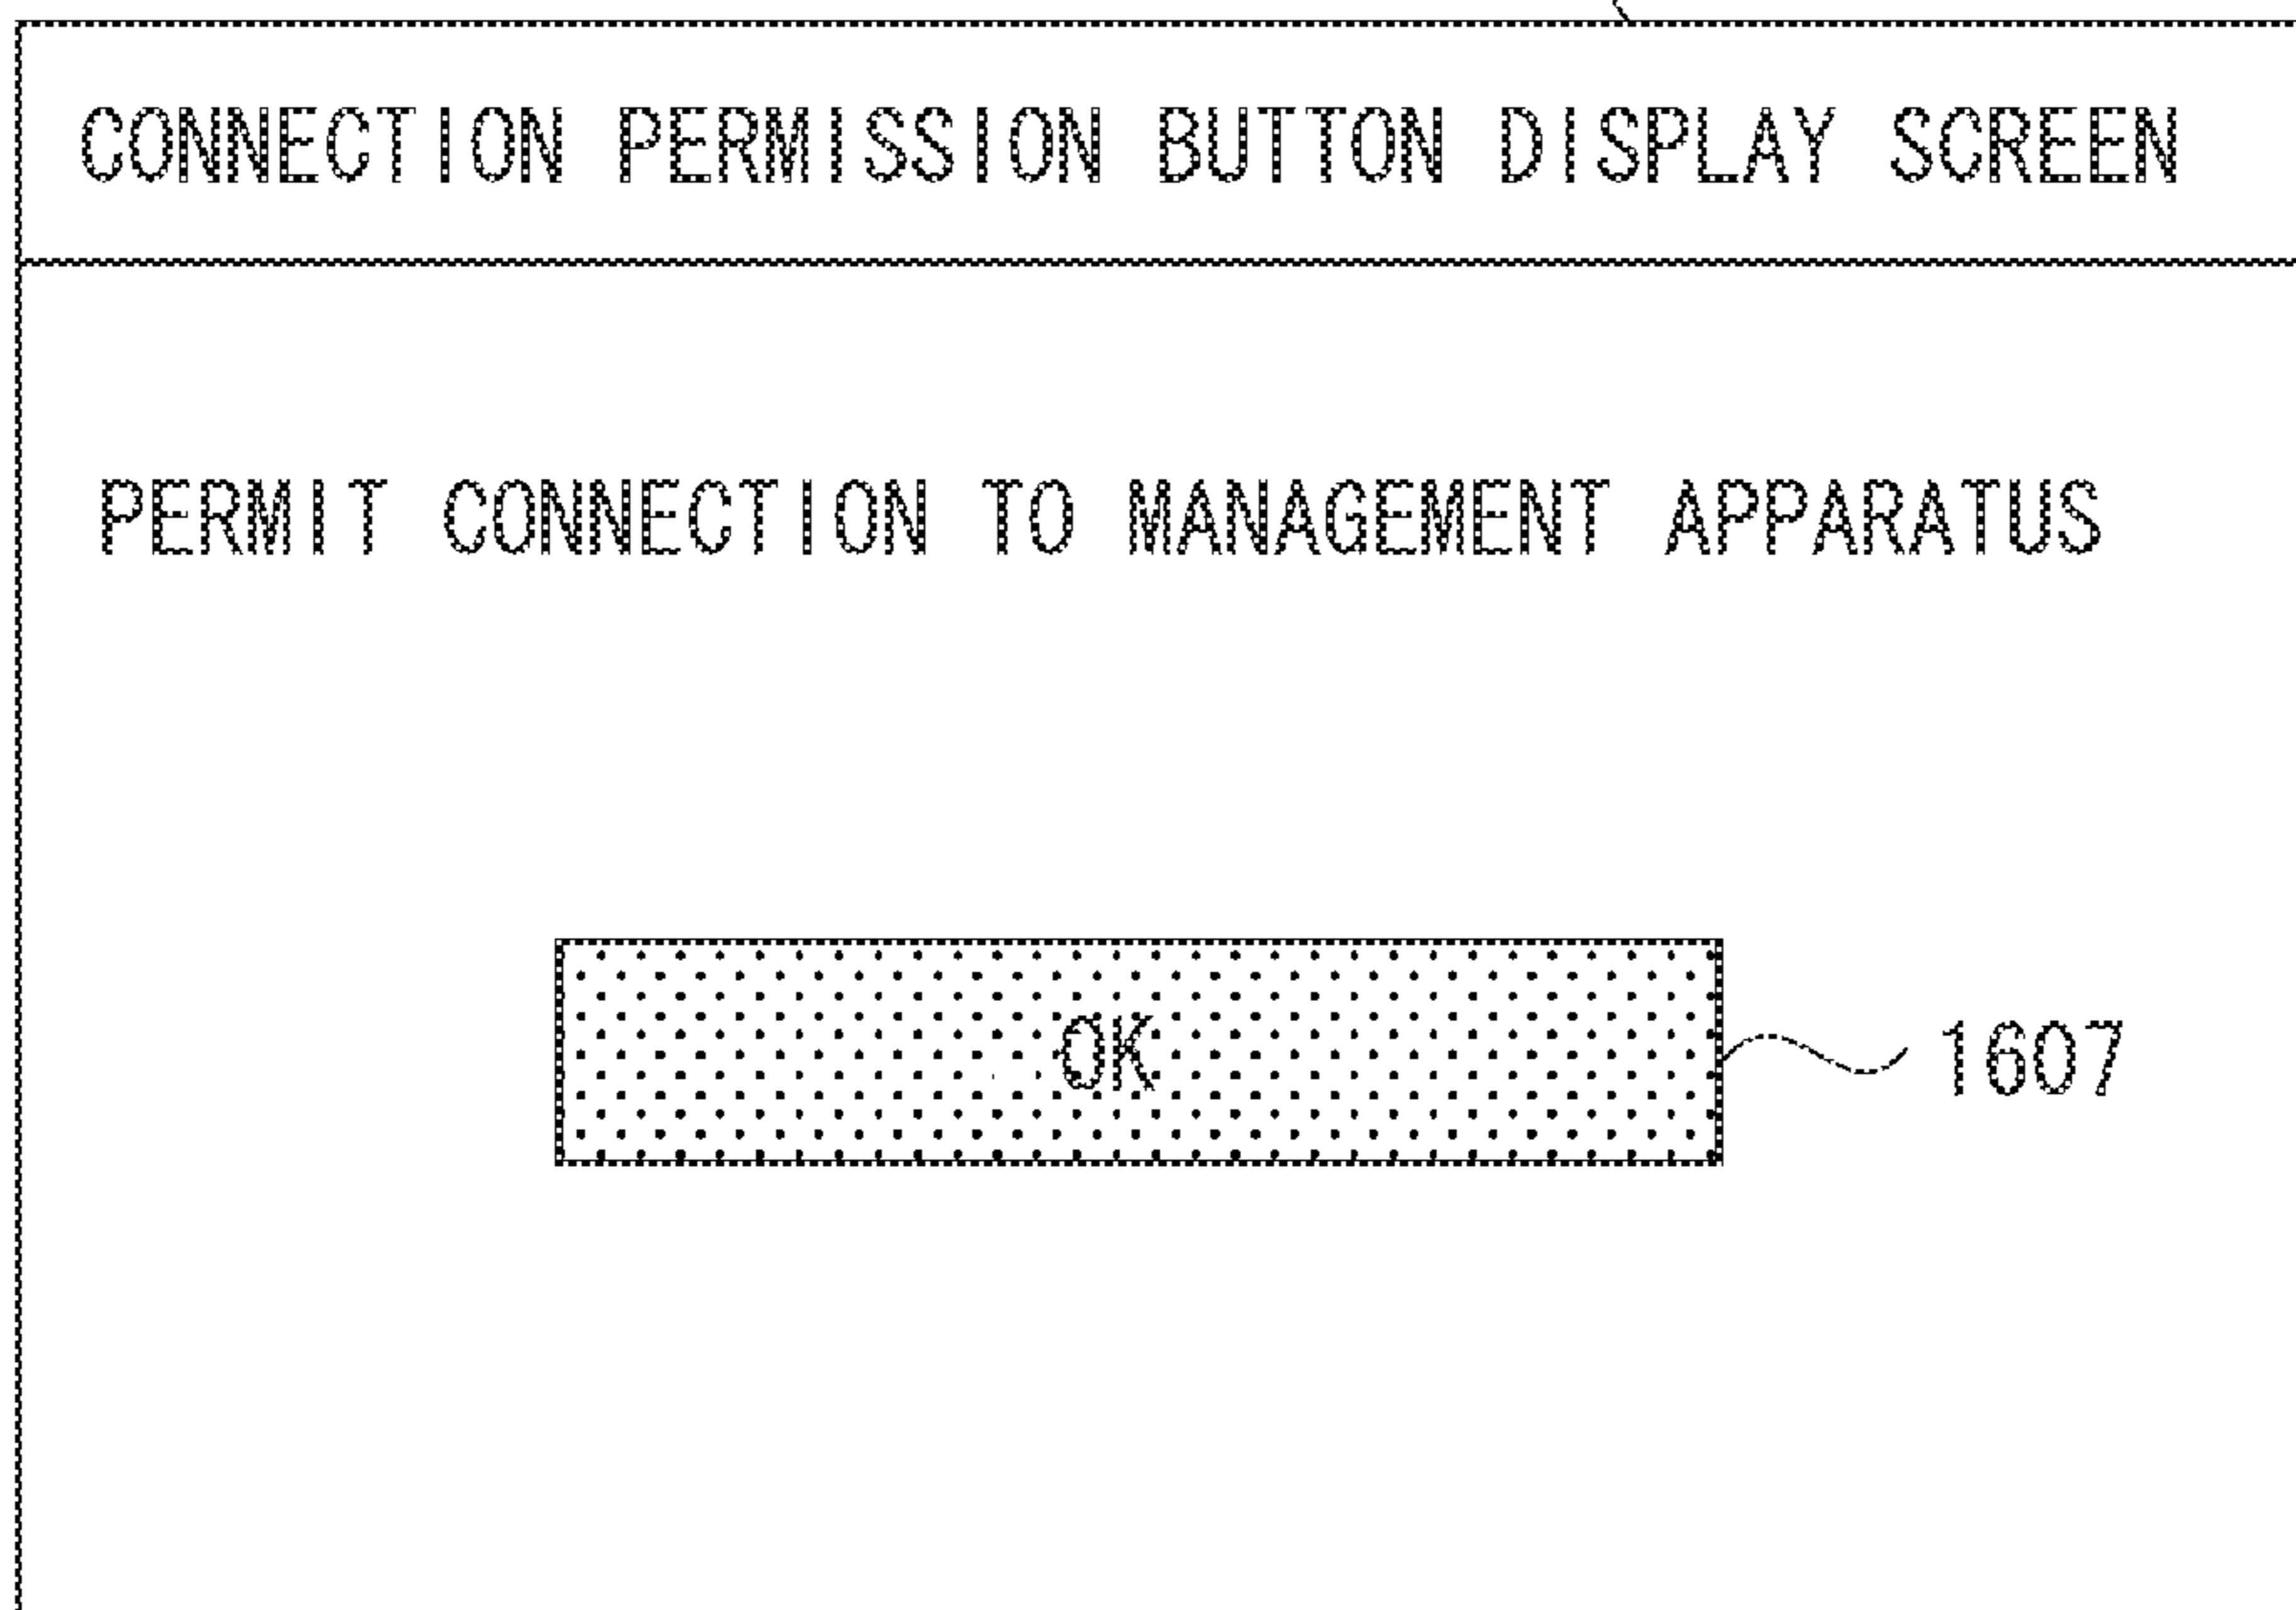 CONNECTION PERMISSION BUTTON DISPLAY SCREEN
PERMIT CONNECTION TO MANAGEMENT APPARATUS
OK
1607